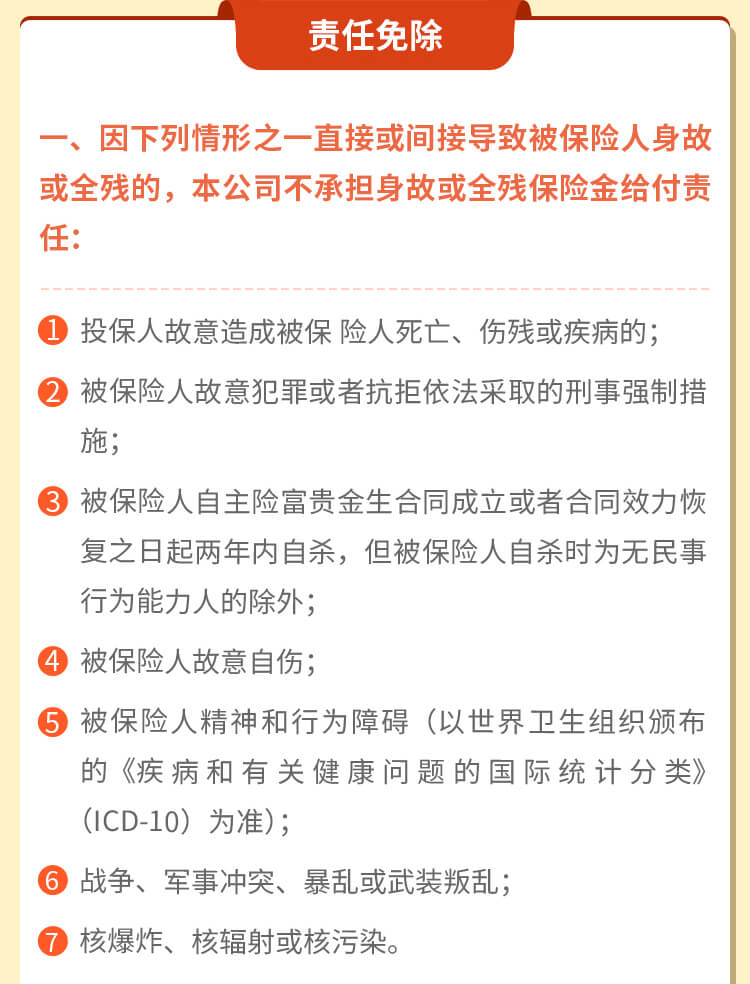 责任免除
一、因下列情形之一直接或间接导致被保险人身故
或全残的，本公司不承担身故或全残保险金给付责
任：
1 投保人故意造成被保 险人死亡、伤残或疾病的；
2 被保险人故意犯罪或者抗拒依法采取的刑事强制措
施；
3 被保险人自主险富贵金生合同成立或者合同效力恢
复之日起两年内自杀，但被保险人自杀时为无民事
行为能力人的除外；
4 被保险人故意自伤；
5 被保险人精神和行为障碍（以世界卫生组织颁布
的《疾病和有关健康问题的国际统计分类》
（ICD-10）为准）；
6 战争、军事冲突、暴乱或武装叛乱；
7 核爆炸、核辐射或核污染。